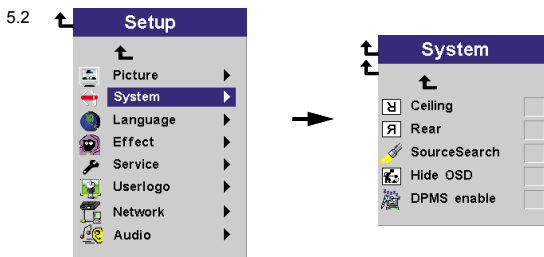 5.2
Setup
Picture
System
Language
Effect
Service
Userlogo
Network
Audio
System
Ceiling
Rear
SourceSearch
Hide OSD
DPMS enable